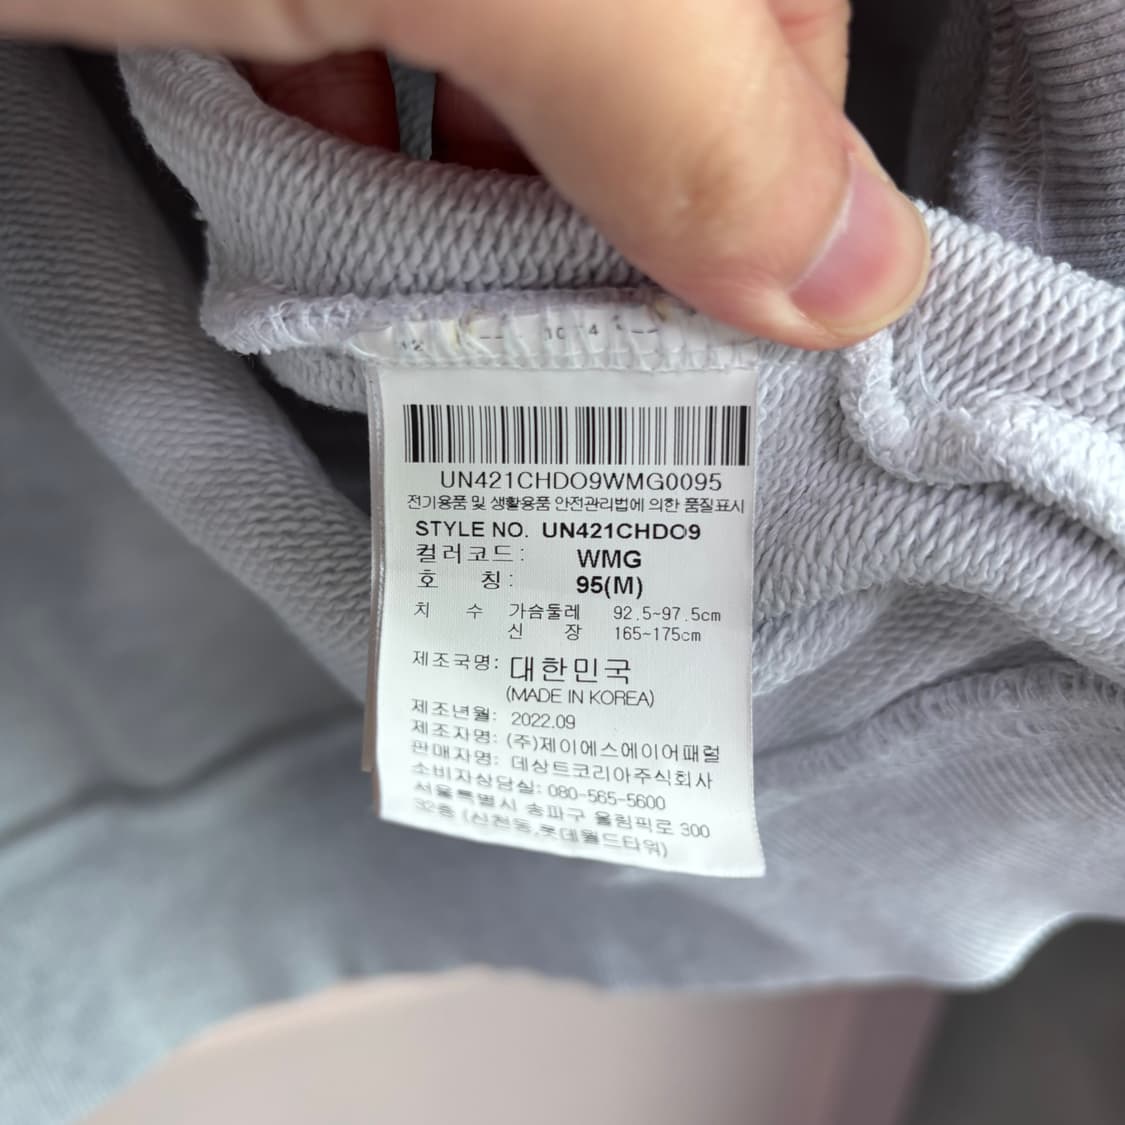 UN421CHDO9WMG0095
전기용품 및 생활용품 안전관리법에 의한 품질표시
STYLE NO. UN421CHDO9
컬러코드: WMG
호 칭: 95(M)
치 수 가슴둘레 92.5~97.5cm
신 장 165~175cm
제조국명: 대한민국
(MADE IN KOREA)
제조년월: 2022.09
제조자명: (주)제이에스에이어패럴
판매자명: 데상트코리아주식회사
소비자상담실: 080-565-5600
서울특별시 송파구 올림픽로 300
32층 (신천동,롯데월드타워)